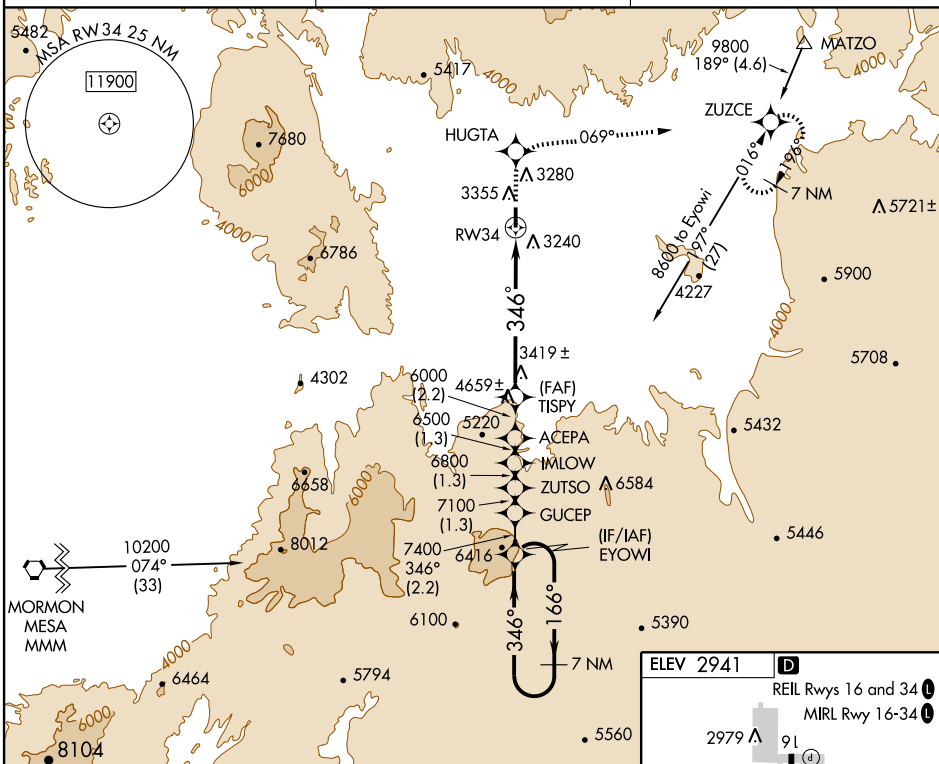 5482
MSA RW34 25 NM
11900
7680
6000
4000
6786
5417
4000
9800
189° (4.6)
MATZO
4000
ZUZCE
HUGTA
069°
3280
3355
016°
196°
7 NM
5721±
RW34
3240
8600 to Eyowi
197°
(27)
4227
5900
346°
4000
5708
4302
3419 ±
6000
(2.2)
4659±
(FAF)
TISPY
6500
(1.3)
5220
ACEPA
5432
6800
(1.3)
IMLOW
6658
6000
ZUTSO
6584
7100
(1.3)
GUCEP
8012
7400
346°
(2.2)
6416
(IF/IAF)
EYOWI
5446
10200
074°
(33)
MORMON
MESA
MMM
6100
346°
166°
5390
7 NM
4000
6464
5794
6000
8104
5560
ELEV 2941
D
REIL Rwys 16 and 34 L
MIRL Rwy 16-34 L
2979
16
P